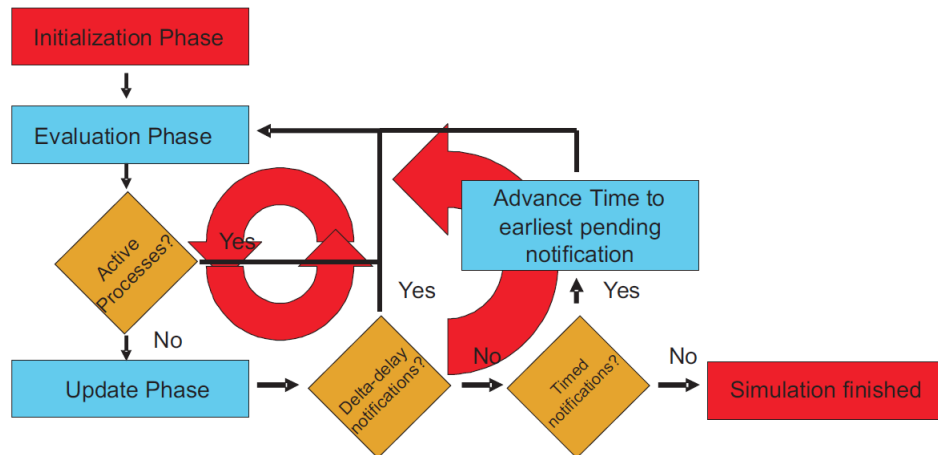 Initialization Phase
Evaluation Phase
Active
Processes?
Yes
No
Update Phase
Delta-delay
notifications?
Yes
No
Timed
notifications?
Yes
Advance Time to
earliest pending
notification
No
Simulation finished